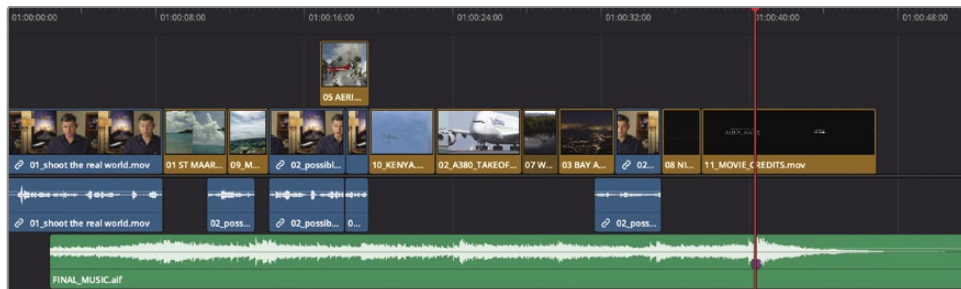 01:00:00:00 01:00:08:00 01:00:16:00 01:00:24:00 01:00:32:00 01:00:40:00 01:00:48:00
05 AERI...
01_shoot the real world.mov 01 ST MAAR... 09_M... 02_possibl... 10_KENYA.... 02_A380_TAKEOF... 07 W... 03 BAY A... 02... 08 NI... 11_MOVIE_CREDITS.mov
01_shoot the real world.mov 02_poss... 02_possib... 0... 02_poss...
FINAL_MUSIC.aif